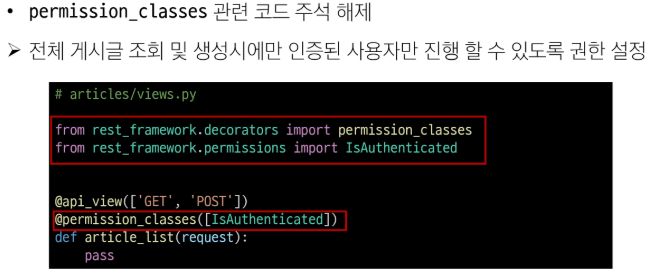 • permission_classes 관련 코드 주석 해제
➤ 전체 게시글 조회 및 생성시에만 인증된 사용자만 진행 할 수 있도록 권한 설정
# articles/views.py
from rest_framework.decorators import permission_classes
from rest_framework.permissions import IsAuthenticated
@api_view(['GET', 'POST'])
@permission_classes([IsAuthenticated])
def article_list(request):
    pass